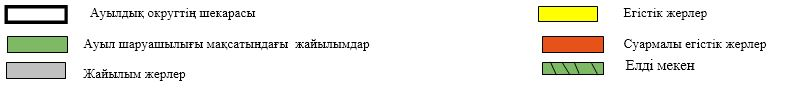 Ауылдық округтің шекарасы
Егістік жерлер
Ауыл шаруашылығы мақсатындағы жайылымдар
Суармалы егістік жерлер
Жайылым жерлер
Елді мекен